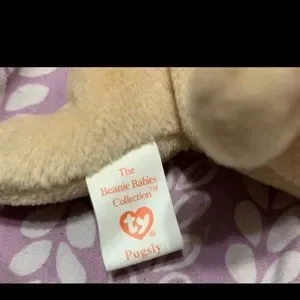 The
Beanie Babies
Collection™
ty®
Pugsly